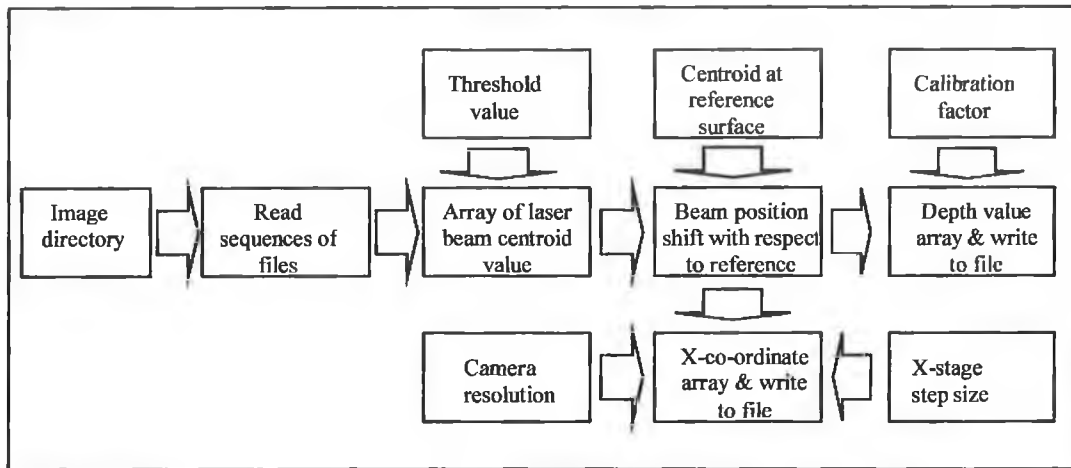 Threshold
value
Centroid at
reference
surface
Calibration
factor
Image
directory
Read
sequences of
files
Array of laser
beam centroid
value
Beam position
shift with respect
to reference
Depth value
array & write
to file
Camera
resolution
X-co-ordinate
array & write
to file
X-stage
step size